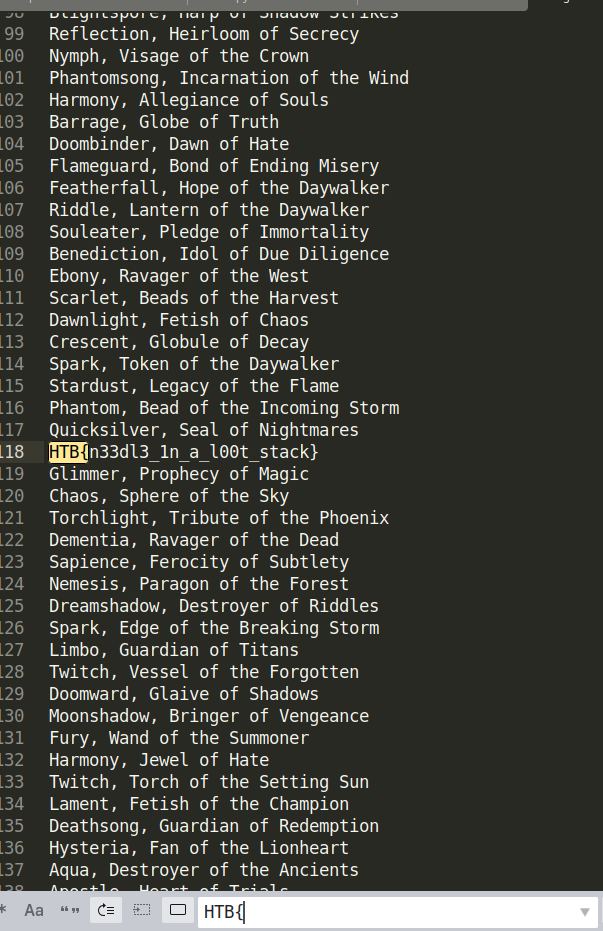 98 Blightspore, Harp of Shadow Strikes
99 Reflection, Heirloom of Secrecy
100 Nymph, Visage of the Crown
101 Phantomsong, Incarnation of the Wind
102 Harmony, Allegiance of Souls
103 Barrage, Globe of Truth
104 Doombinder, Dawn of Hate
105 Flameguard, Bond of Ending Misery
106 Featherfall, Hope of the Daywalker
107 Riddle, Lantern of the Daywalker
108 Souleater, Pledge of Immortality
109 Benediction, Idol of Due Diligence
110 Ebony, Ravager of the West
111 Scarlet, Beads of the Harvest
112 Dawnlight, Fetish of Chaos
113 Crescent, Globule of Decay
114 Spark, Token of the Daywalker
115 Stardust, Legacy of the Flame
116 Phantom, Bead of the Incoming Storm
117 Quicksilver, Seal of Nightmares
118 HTB{n33dl3_1n_a_l00t_stack}
119 Glimmer, Prophecy of Magic
120 Chaos, Sphere of the Sky
121 Torchlight, Tribute of the Phoenix
122 Dementia, Ravager of the Dead
123 Sapience, Ferocity of Subtlety
124 Nemesis, Paragon of the Forest
125 Dreamshadow, Destroyer of Riddles
126 Spark, Edge of the Breaking Storm
127 Limbo, Guardian of Titans
128 Twitch, Vessel of the Forgotten
129 Doomward, Glaive of Shadows
130 Moonshadow, Bringer of Vengeance
131 Fury, Wand of the Summoner
132 Harmony, Jewel of Hate
133 Twitch, Torch of the Setting Sun
134 Lament, Fetish of the Champion
135 Deathsong, Guardian of Redemption
136 Hysteria, Fan of the Lionheart
137 Aqua, Destroyer of the Ancients
138 Apostle, Heart of Trials
* Aa “” HTB{